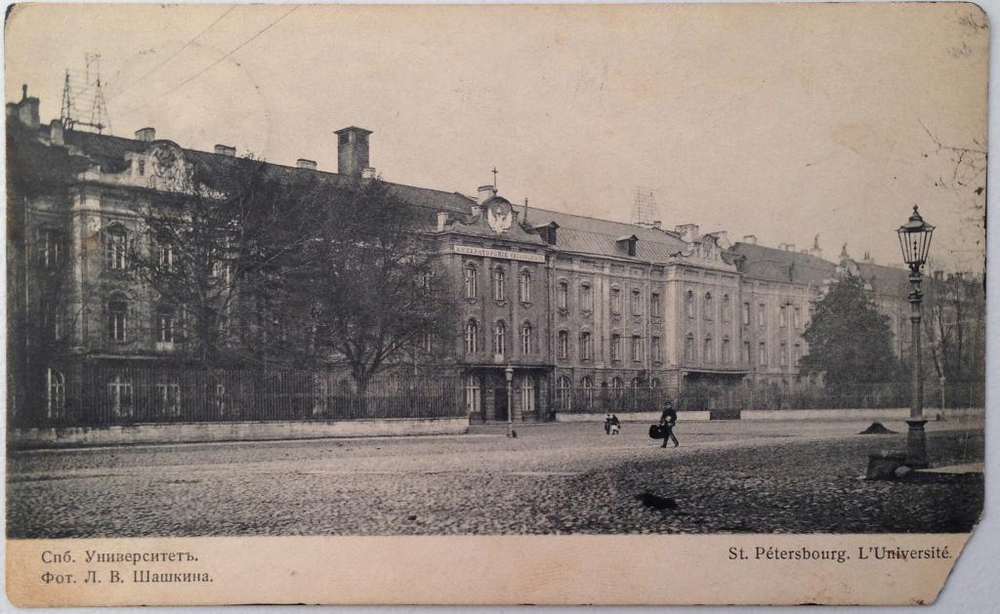 Спб. Университетъ.
Фот. Л. В. Шашкина.
St. Pétersbourg. L'Université.